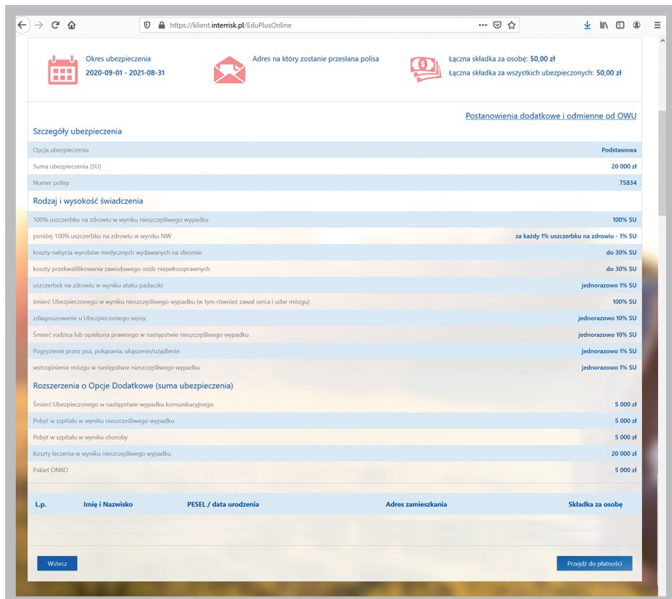 https://klient.interrisk.pl/EduPlusOnline
Okres ubezpieczenia
2020-09-01 - 2021-08-31
Adres na który zostanie przesłana polisa
Łączna składka za osobę: 50,00 zł
Łączna składka za wszystkich ubezpieczonych: 50,00 zł
Postanowienia dodatkowe i odmienne od OWU
Szczegóły ubezpieczenia
Opcja ubezpieczenia Podstawowa
Suma ubezpieczenia (SU) 20 000 zł
Numer polisy 75834
Rodzaj i wysokość świadczenia
100% uszczerbku na zdrowiu w wyniku nieszczęśliwego wypadku 100% SU
poniżej 100% uszczerbku na zdrowiu w wyniku NW za każdy 1% uszczerbku na zdrowiu - 1% SU
koszty nabycia wyrobów medycznych wydawanych na zlecenie do 30% SU
koszty przekwalifikowania zawodowego osób niepełnosprawnych do 30% SU
uszczerbek na zdrowiu w wyniku ataku padaczki jednorazowo 1% SU
śmierć Ubezpieczonego w wyniku nieszczęśliwego wypadku (w tym również zawał serca i udar mózgu) 100% SU
zdiagnozowanie u Ubezpieczonego sepsy jednorazowo 10% SU
Śmierć rodzica lub opiekuna prawnego w następstwie nieszczęśliwego wypadku jednorazowo 10% SU
Pogryzienie przez psa, pokąsania, ukąszenie/użądlenie jednorazowo 1% SU
wstrząśnienie mózgu w następstwie nieszczęśliwego wypadku jednorazowo 1% SU
Rozszerzenia o Opcje Dodatkowe (suma ubezpieczenia)
Śmierć Ubezpieczonego w następstwie wypadku komunikacyjnego 5 000 zł
Pobyt w szpitalu w wyniku nieszcześliwego wypadku 5 000 zł
Pobyt w szpitalu w wyniku choroby 5 000 zł
Koszty leczenia w wyniku nieszczęśliwego wypadku 20 000 zł
Pakiet ONKO 5 000 zł
L.p. Imię i Nazwisko PESEL / data urodzenia Adres zamieszkania Składka za osobę
Wstecz Przejdź do płatności